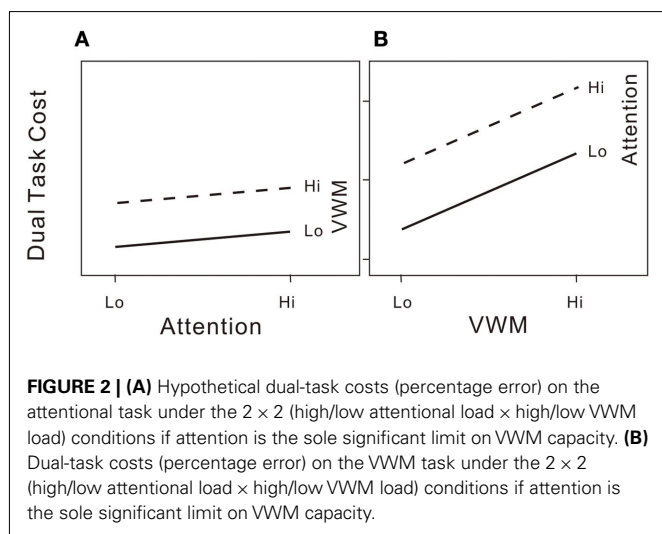 A
B
Dual Task Cost
Hi
Lo
VWM
Lo
Hi
Attention
Hi
Lo
Attention
Lo
Hi
VWM
FIGURE 2 | (A) Hypothetical dual-task costs (percentage error) on the
attentional task under the 2 × 2 (high/low attentional load × high/low VWM
load) conditions if attention is the sole significant limit on VWM capacity. (B)
Dual-task costs (percentage error) on the VWM task under the 2 × 2
(high/low attentional load × high/low VWM load) conditions if attention is
the sole significant limit on VWM capacity.